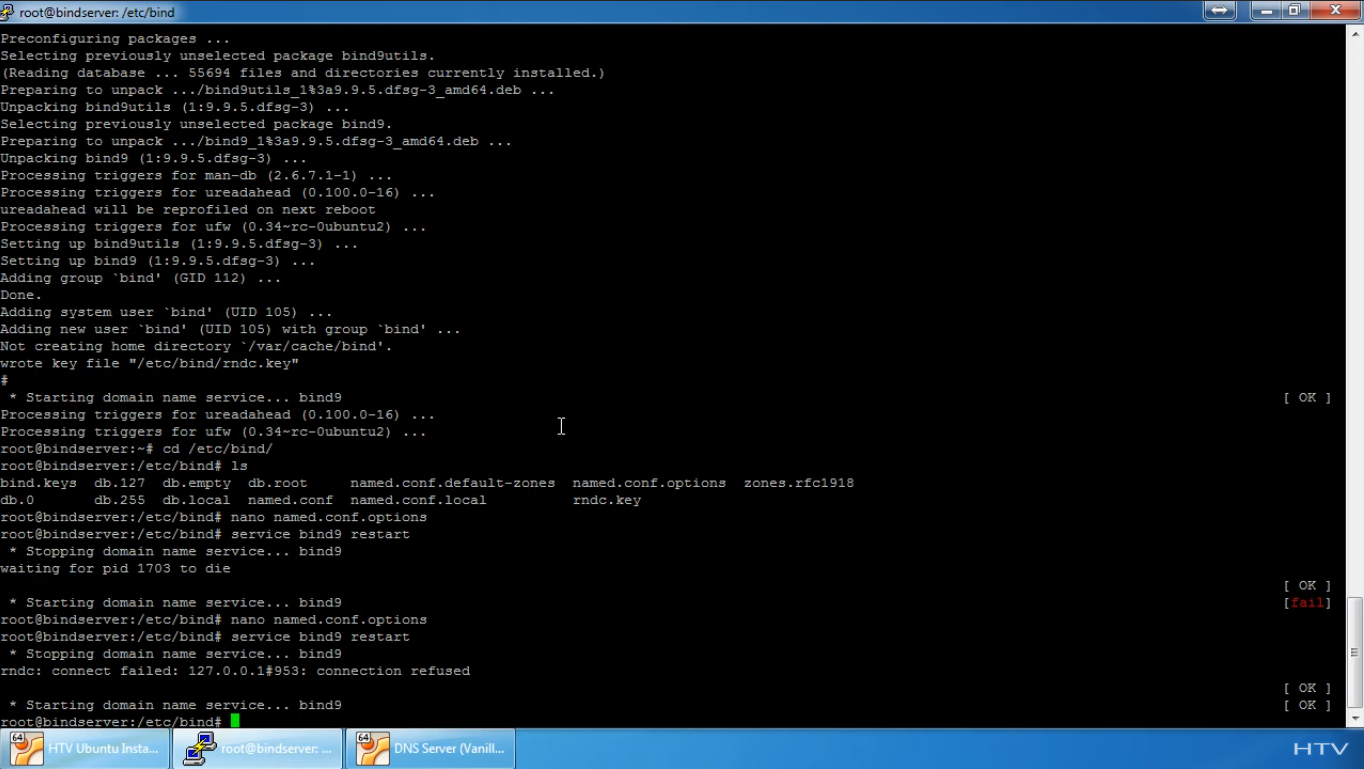 root@bindserver: /etc/bind
Preconfiguring packages ...
Selecting previously unselected package bind9utils.
(Reading database ... 55694 files and directories currently installed.)
Preparing to unpack .../bind9utils_1%3a9.9.5.dfsg-3_amd64.deb ...
Unpacking bind9utils (1:9.9.5.dfsg-3) ...
Selecting previously unselected package bind9.
Preparing to unpack .../bind9_1%3a9.9.5.dfsg-3_amd64.deb ...
Unpacking bind9 (1:9.9.5.dfsg-3) ...
Processing triggers for man-db (2.6.7.1-1) ...
Processing triggers for ureadahead (0.100.0-16) ...
ureadahead will be reprofiled on next reboot
Processing triggers for ufw (0.34~rc-0ubuntu2) ...
Setting up bind9utils (1:9.9.5.dfsg-3) ...
Setting up bind9 (1:9.9.5.dfsg-3) ...
Adding group `bind' (GID 112) ...
Done.
Adding system user `bind' (UID 105) ...
Adding new user `bind' (UID 105) with group `bind' ...
Not creating home directory `/var/cache/bind'.
wrote key file "/etc/bind/rndc.key"
#
 * Starting domain name service... bind9 [ OK ]
Processing triggers for ureadahead (0.100.0-16) ...
Processing triggers for ufw (0.34~rc-0ubuntu2) ...
root@bindserver:~# cd /etc/bind/
root@bindserver:/etc/bind# ls
bind.keys db.127 db.empty db.root named.conf.default-zones named.conf.options zones.rfc1918
db.0 db.255 db.local named.conf named.conf.local rndc.key
root@bindserver:/etc/bind# nano named.conf.options
root@bindserver:/etc/bind# service bind9 restart
 * Stopping domain name service... bind9
waiting for pid 1703 to die
[ OK ]
 * Starting domain name service... bind9 [fail]
root@bindserver:/etc/bind# nano named.conf.options
root@bindserver:/etc/bind# service bind9 restart
 * Stopping domain name service... bind9
rndc: connect failed: 127.0.0.1#953: connection refused
[ OK ]
 * Starting domain name service... bind9 [ OK ]
root@bindserver:/etc/bind#
64 HTV Ubuntu Insta... root@bindserver: ... 64 DNS Server (Vanill... HTV